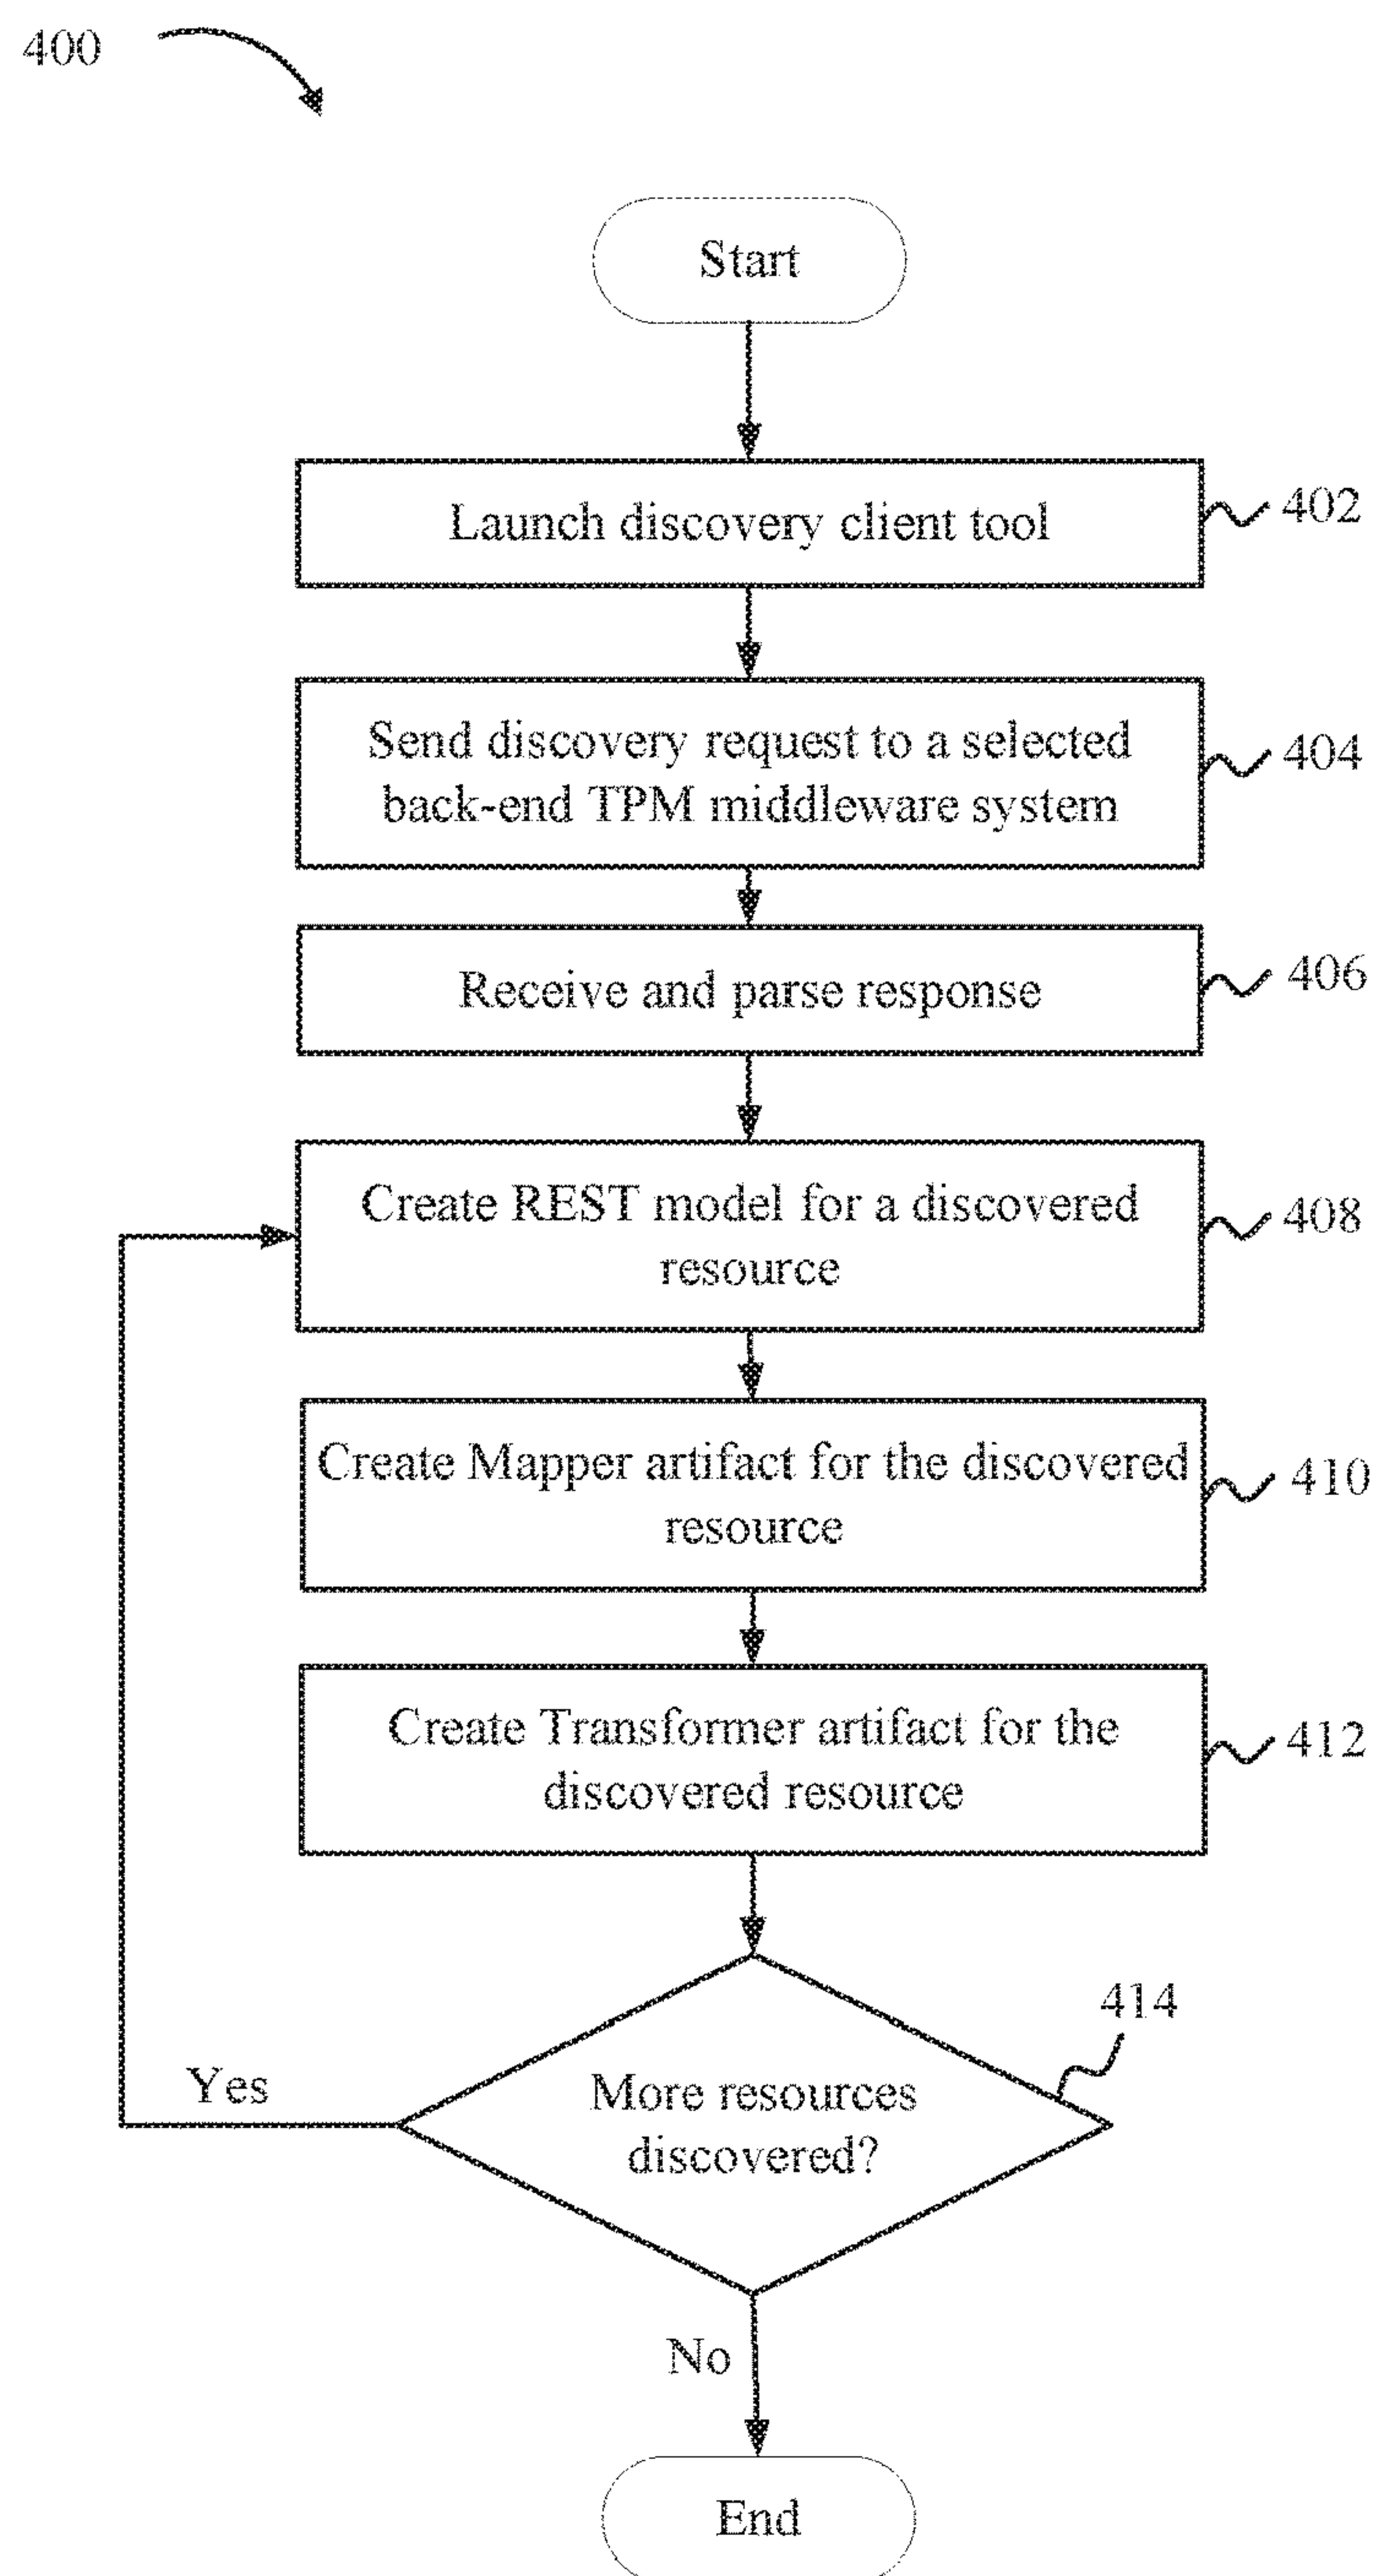 400
Start
Launch discovery client tool
402
Send discovery request to a selected
back-end TPM middleware system
404
Receive and parse response
406
Create REST model for a discovered
resource
408
Create Mapper artifact for the discovered
resource
410
Create Transformer artifact for the
discovered resource
412
414
More resources
discovered?
Yes
No
End